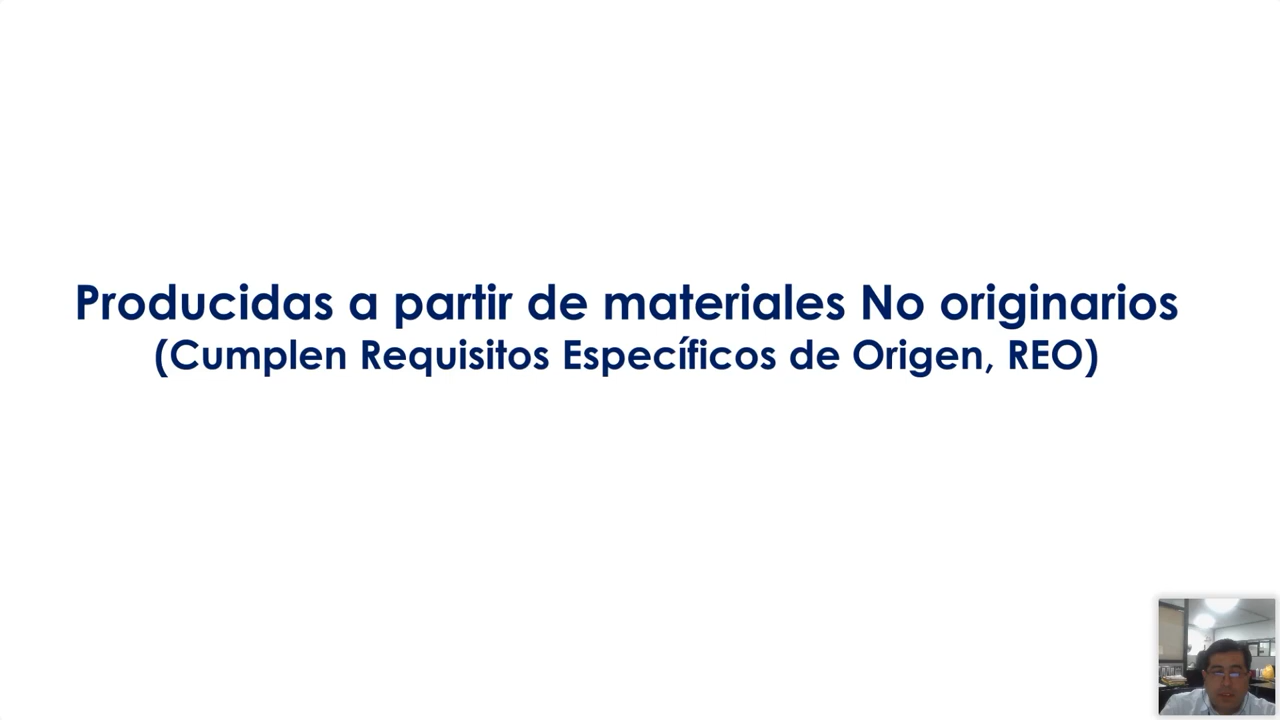 Producidas a partir de materiales No originarios
(Cumplen Requisitos Específicos de Origen, REO)